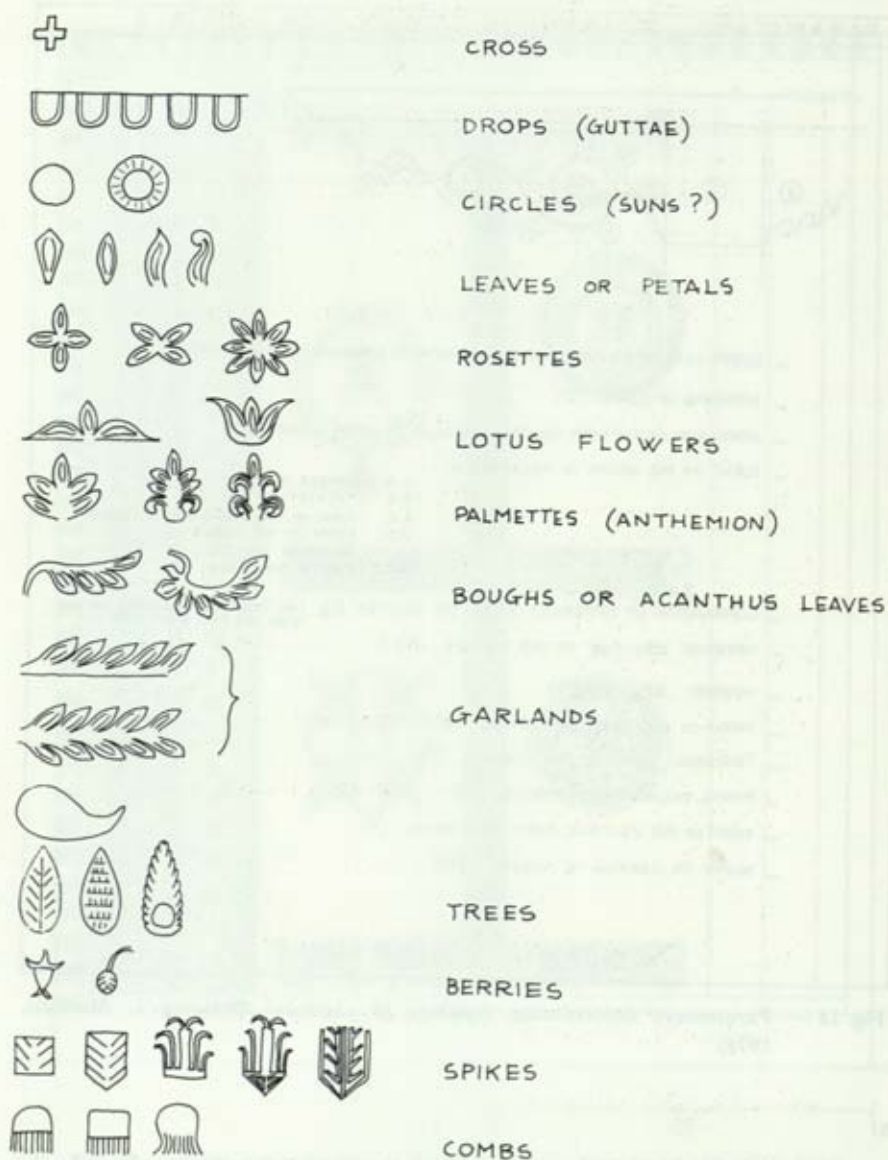 CROSS
DROPS (GUTTAE)
CIRCLES (SUNS?)
LEAVES OR PETALS
ROSETTES
LOTUS FLOWERS
PALMETTES (ANTHEMION)
BOUGHS OR ACANTHUS LEAVES
GARLANDS
TREES
BERRIES
SPIKES
COMBS